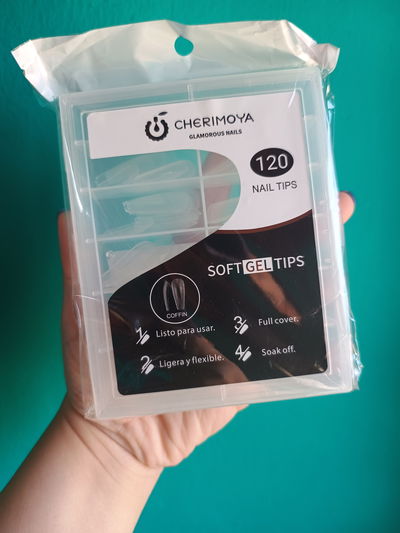 CHERIMOYA
GLAMOROUS NAILS
120
NAIL TIPS
SOFT GEL TIPS
COFFIN
1 Listo para usar.
2 Ligera y flexible.
3 Full cover.
4 Soak off.